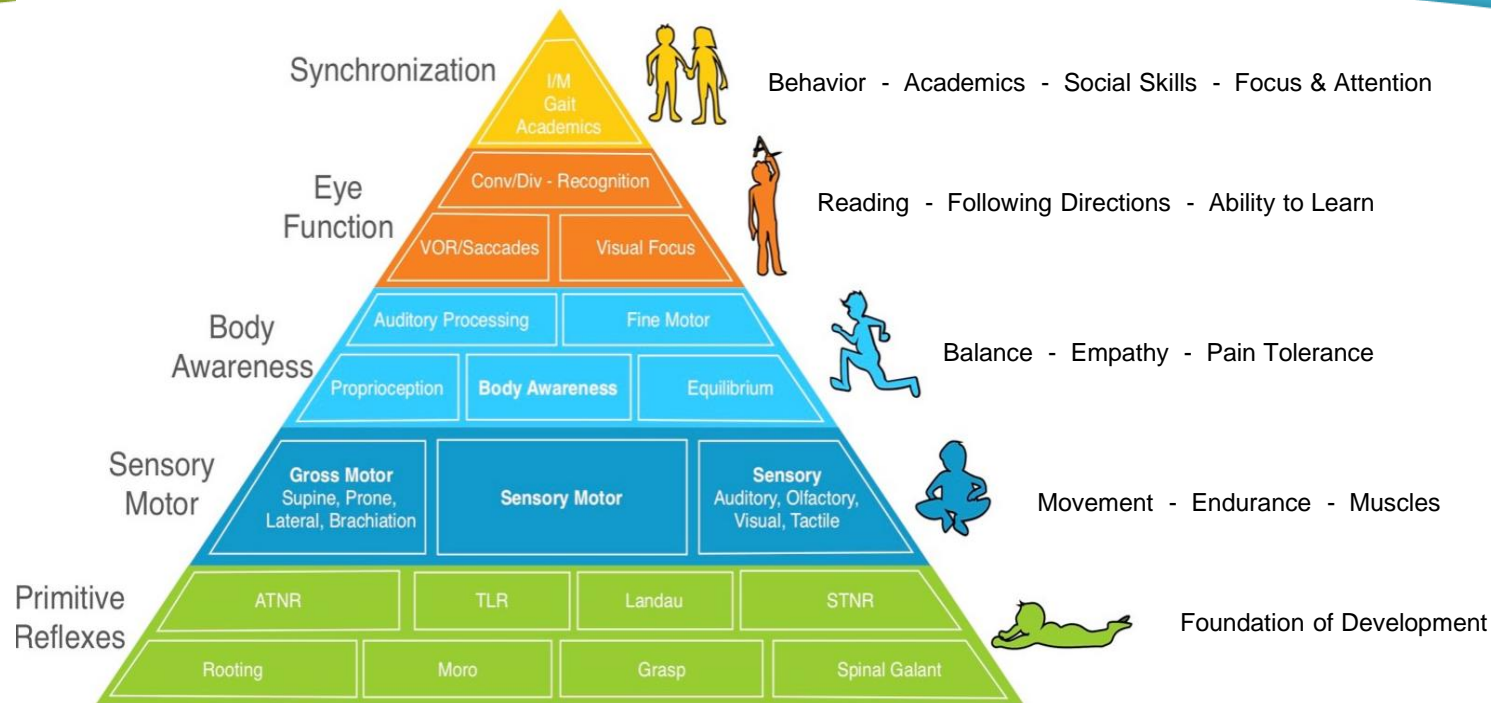 Synchronization
I/M
Gait
Academics
Behavior - Academics - Social Skills - Focus & Attention
Eye
Function
Conv/Div - Recognition
VOR/Saccades
Visual Focus
A
Reading - Following Directions - Ability to Learn
Body
Awareness
Auditory Processing
Fine Motor
Proprioception
Body Awareness
Equilibrium
Balance - Empathy - Pain Tolerance
Sensory
Motor
Gross Motor
Supine, Prone,
Lateral, Brachiation
Sensory Motor
Sensory
Auditory, Olfactory,
Visual, Tactile
Movement - Endurance - Muscles
Primitive
Reflexes
ATNR
TLR
Landau
STNR
Rooting
Moro
Grasp
Spinal Galant
Foundation of Development